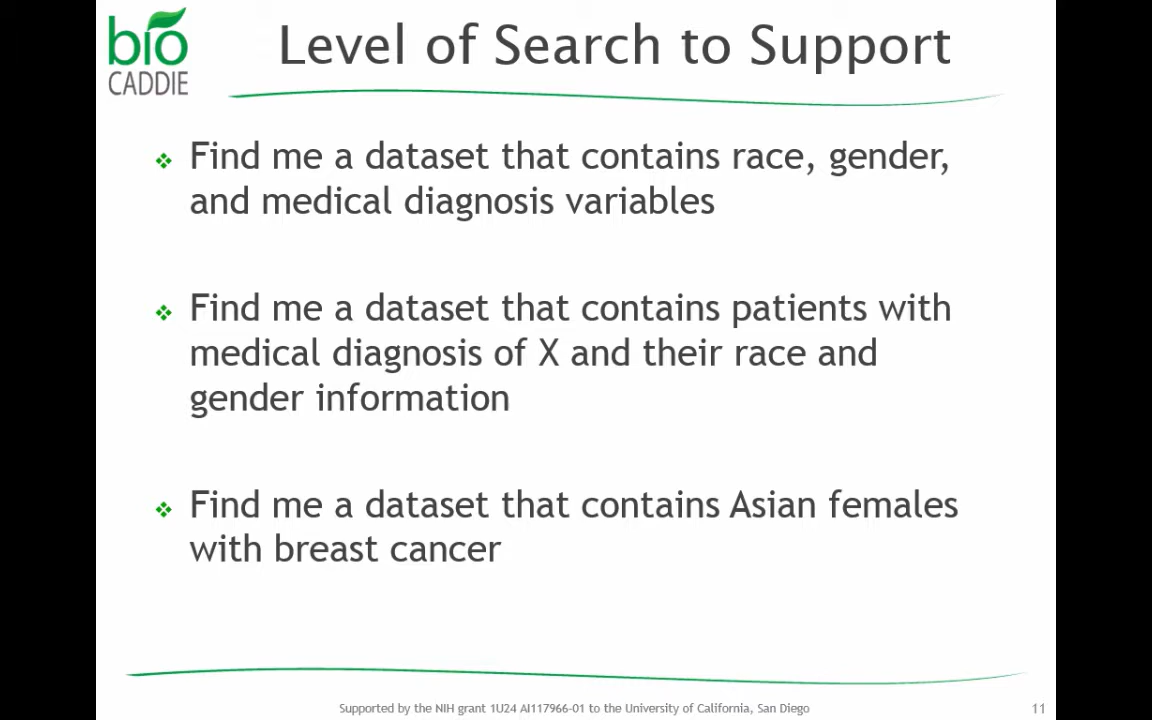 bio
CADDIE
Level of Search to Support
Find me a dataset that contains race, gender,
and medical diagnosis variables
Find me a dataset that contains patients with
medical diagnosis of X and their race and
gender information
Find me a dataset that contains Asian females
with breast cancer
Supported by the NIH grant 1U24 AI117966-01 to the University of California, San Diego
11